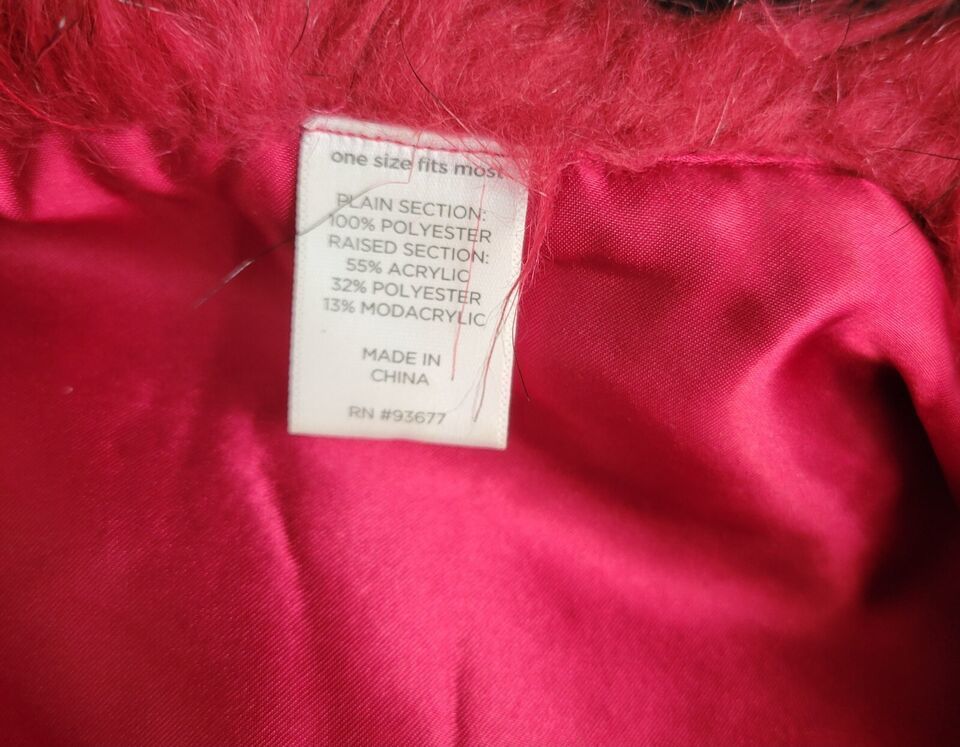 one size fits most
PLAIN SECTION:
100% POLYESTER
RAISED SECTION:
55% ACRYLIC
32% POLYESTER
13% MODACRYLIC
MADE IN
CHINA
RN #93677